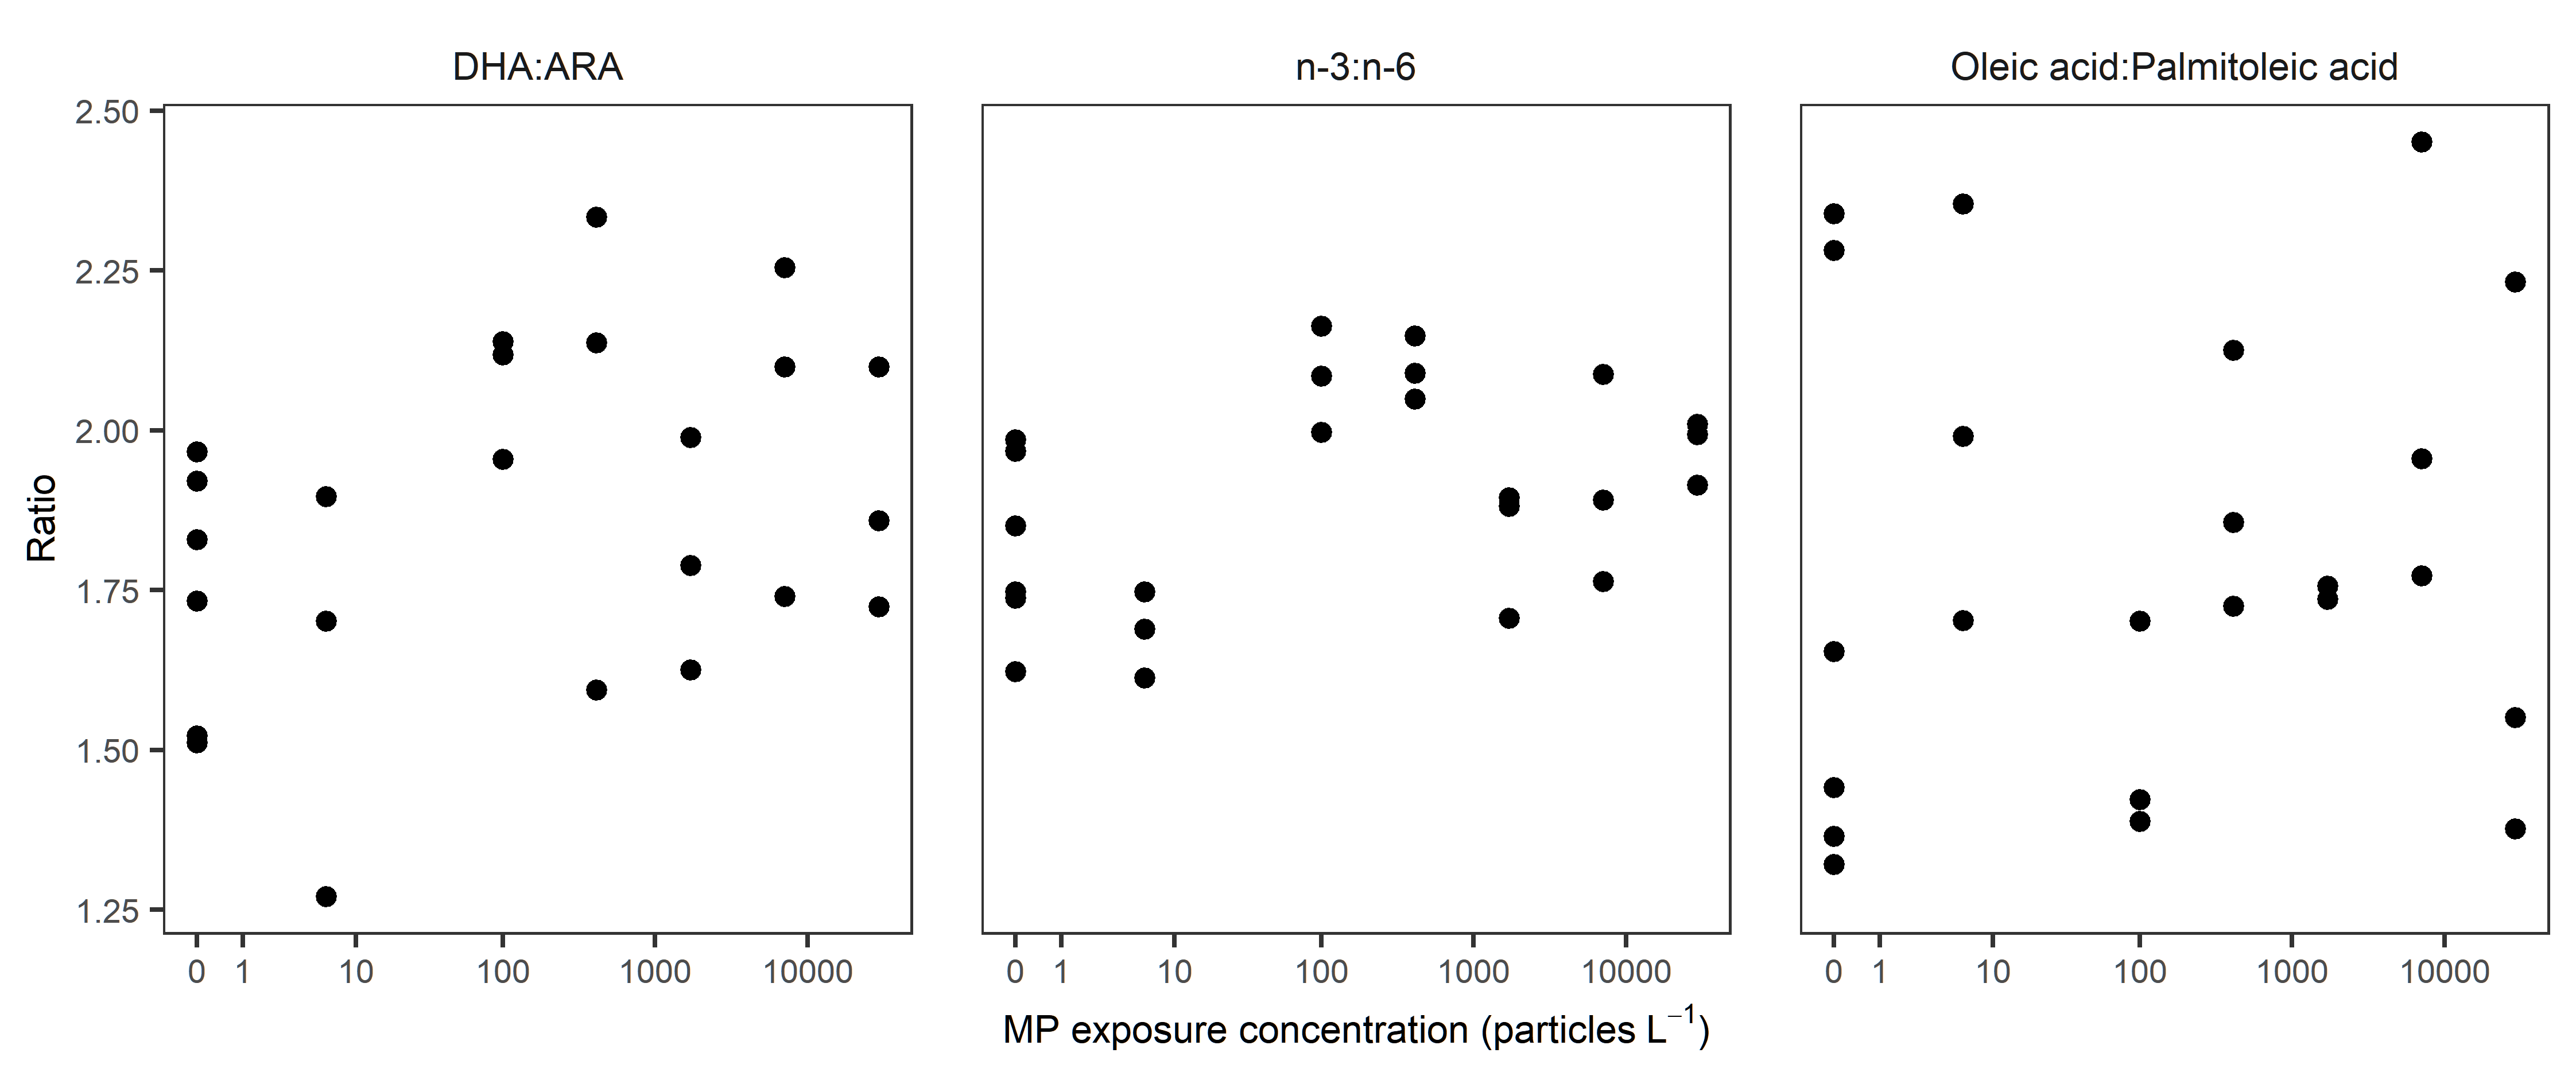 DHA:ARA n-3:n-6 Oleic acid:Palmitoleic acid
2.50
2.25
2.00
1.75
1.50
1.25
Ratio
0 1 10 100 1000 10000 0 1 10 100 1000 10000 0 1 10 100 1000 10000
MP exposure concentration (particles L⁻¹)